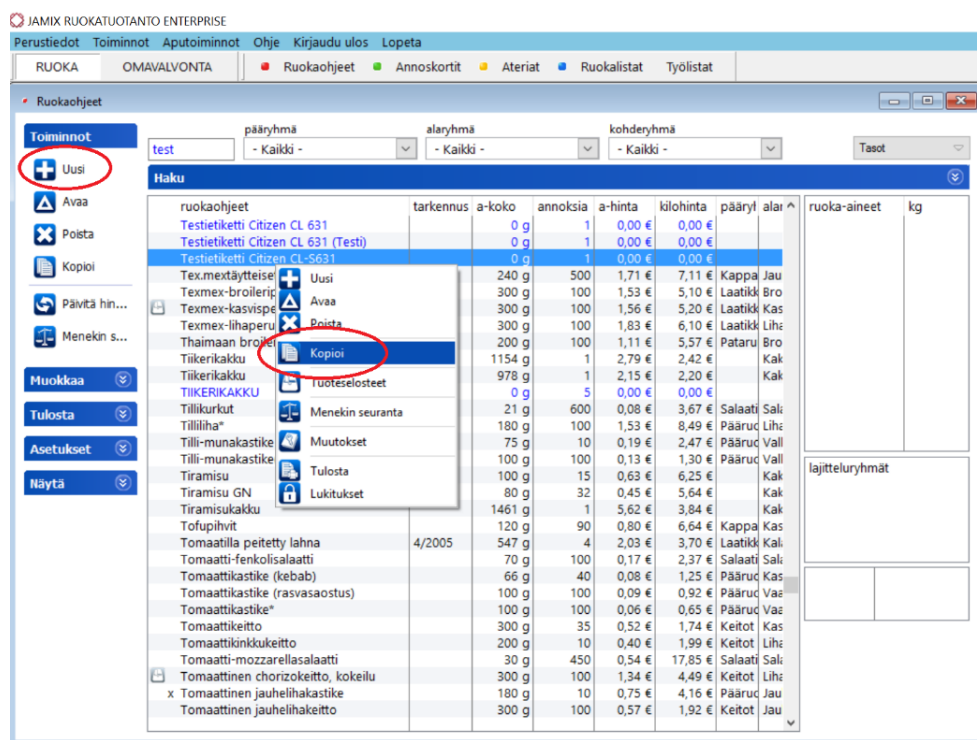 JAMIX RUOKATUOTANTO ENTERPRISE
Perustiedot Toiminnot Aputoiminnot Ohje Kirjaudu ulos Lopeta
RUOKA OMAVALVONTA Ruokaohjeet Annoskortit Ateriat Ruokalistat Työlistat
Ruokaohjeet
Toiminnot
Uusi
Avaa
Poista
Kopioi
Päivitä hin...
Menekin s...
Muokkaa
Tulosta
Asetukset
Näytä
pääryhmä alaryhmä kohderyhmä
test - Kaikki - - Kaikki - - Kaikki - Tasot
Haku
ruokaohjeet tarkennus a-koko annoksia a-hinta kilohinta pääryl alar
Testietiketti Citizen CL 631 0 g 1 0,00 € 0,00 €
Testietiketti Citizen CL 631 (Testi) 0 g 1 0,00 € 0,00 €
Testietiketti Citizen CL-S631 0 g 1 0,00 € 0,00 €
Tex.mextäytteise 240 g 500 1,71 € 7,11 € Kappa Jau
Texmex-broilerip 300 g 100 1,53 € 5,10 € Laatikk Bro
Texmex-kasvispe 300 g 100 1,56 € 5,20 € Laatikk Kas
Texmex-lihaperu 300 g 100 1,83 € 6,10 € Laatikk Liha
Thaimaan broiler 200 g 100 1,11 € 5,57 € Pataru Bro
Tiikerikakku 1154 g 1 2,79 € 2,42 € Kak
Tiikerikakku 978 g 1 2,15 € 2,20 € Kak
TIIKERIKAKKU 0 g 5 0,00 € 0,00 €
Tillikurkut 21 g 600 0,08 € 3,67 € Salaati Sala
Tilliliha* 180 g 100 1,53 € 8,49 € Pääruo Liha
Tilli-munakastike 75 g 10 0,19 € 2,47 € Pääruo Vall
Tilli-munakastike 100 g 100 0,13 € 1,30 € Pääruo Vall
Tiramisu 100 g 15 0,63 € 6,25 € Kak
Tiramisu GN 80 g 32 0,45 € 5,64 € Kak
Tiramisukakku 1461 g 1 5,62 € 3,84 € Kak
Tofupihvit 120 g 90 0,80 € 6,64 € Kappa Kas
Tomaatilla peitetty lahna 4/2005 547 g 4 2,03 € 3,70 € Laatikk Kala
Tomaatti-fenkolisalaatti 70 g 100 0,17 € 2,37 € Salaati Sala
Tomaattikastike (kebab) 66 g 40 0,08 € 1,25 € Pääruo Kas
Tomaattikastike (rasvasaostus) 100 g 100 0,09 € 0,92 € Pääruo Vaa
Tomaattikastike* 100 g 100 0,06 € 0,65 € Pääruo Vaa
Tomaattikeitto 300 g 35 0,52 € 1,74 € Keitot Kas
Tomaattikinkkukeitto 200 g 10 0,40 € 1,99 € Keitot Liha
Tomaatti-mozzarellasalaatti 30 g 450 0,54 € 17,85 € Salaati Sala
Tomaattinen chorizokeitto, kokeilu 300 g 100 1,34 € 4,49 € Keitot Liha
x Tomaattinen jauhelihakastike 180 g 10 0,75 € 4,16 € Pääruo Jau
Tomaattinen jauhelihakeitto 300 g 100 0,57 € 1,92 € Keitot Jau
Uusi
Avaa
Poista
Kopioi
Tuoteselosteet
Menekin seuranta
Muutokset
Tulosta
Lukitukset
ruoka-aineet kg
lajitteluryhmät